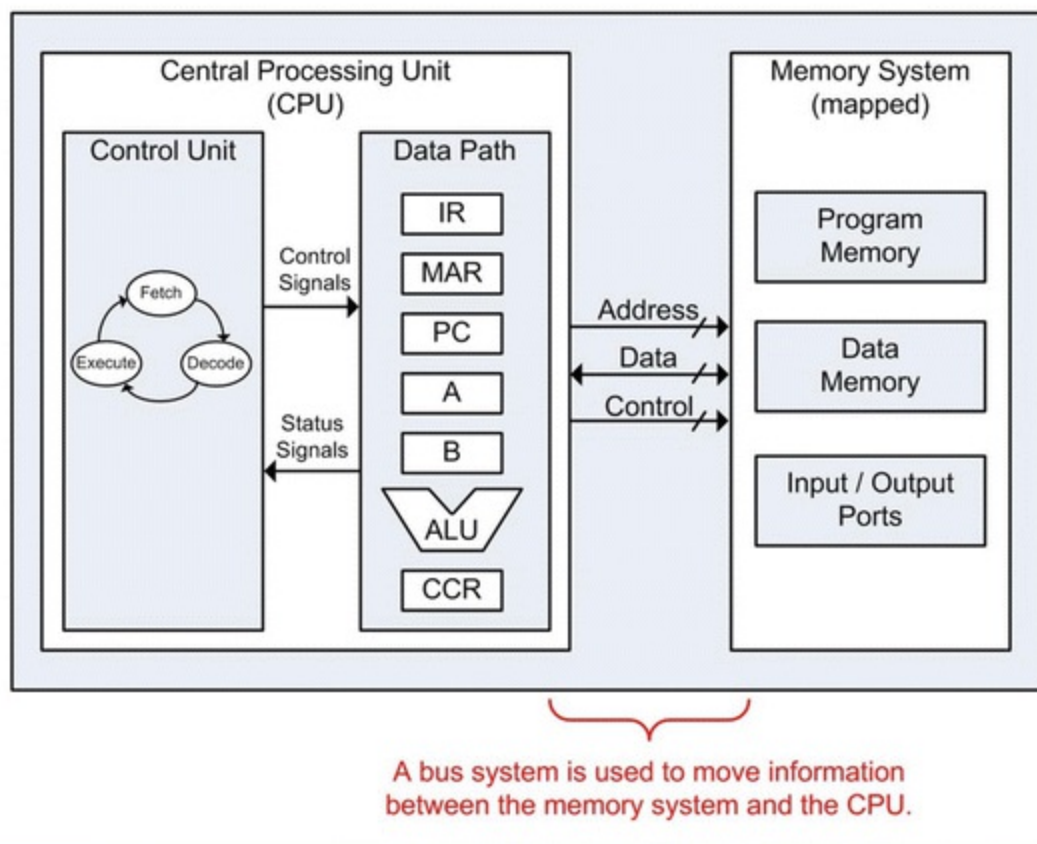 Central Processing Unit
(CPU)
Control Unit
Fetch
Execute
Decode
Control
Signals
Status
Signals
Data Path
IR
MAR
PC
A
B
ALU
CCR
Address
Data
Control
Memory System
(mapped)
Program
Memory
Data
Memory
Input / Output
Ports
A bus system is used to move information
between the memory system and the CPU.